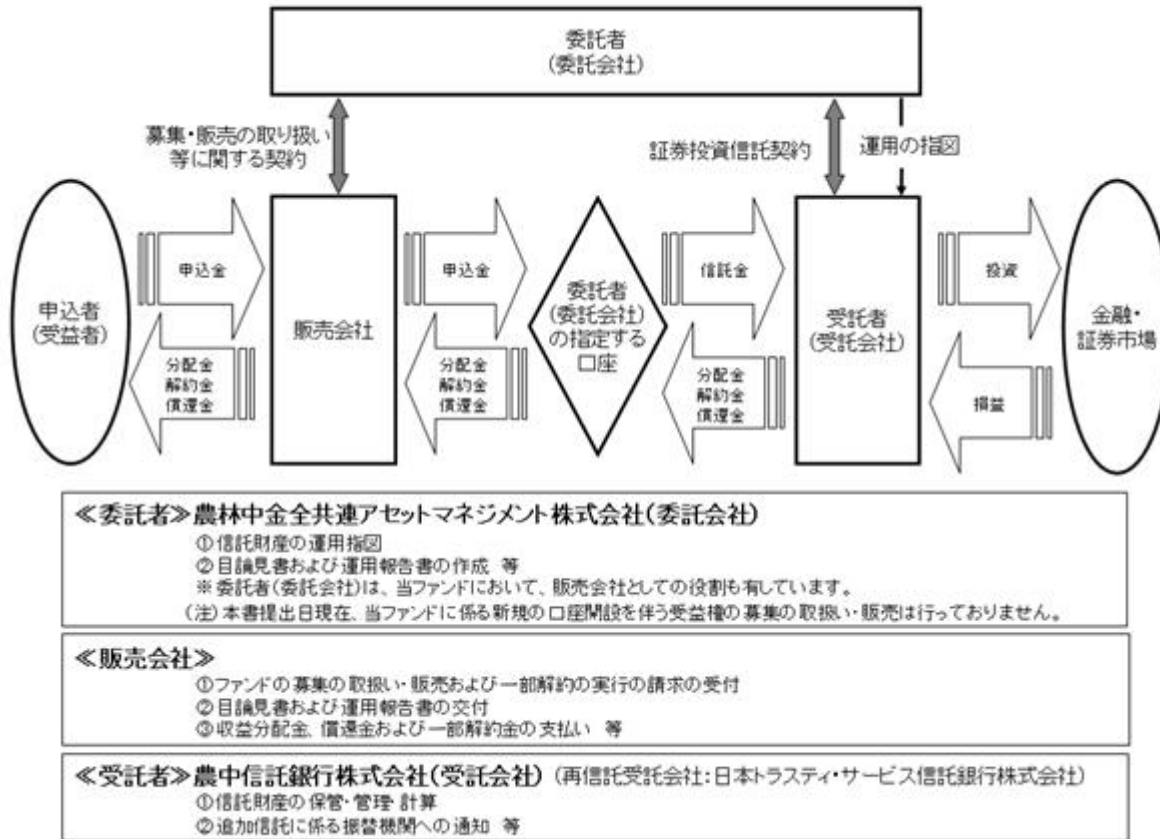 委託者
(委託会社)
募集・販売の取り扱い
等に関する契約
証券投資信託契約
運用の指図
申込者
(受益者)
申込金
分配金
解約金
償還金
販売会社
申込金
分配金
解約金
償還金
委託者
(委託会社)
の指定する
口座
信託金
分配金
解約金
償還金
受託者
(受託会社)
投資
損益
金融・
証券市場
≪委託者≫農林中金全共連アセットマネジメント株式会社(委託会社)
①信託財産の運用指図
②目論見書および運用報告書の作成 等
※委託者(委託会社)は、当ファンドにおいて、販売会社としての役割も有しています。
(注)本書提出日現在、当ファンドに係る新規の口座開設を伴う受益権の募集の取扱い・販売は行っておりません。
≪販売会社≫
①ファンドの募集の取扱い・販売および一部解約の実行の請求の受付
②目論見書および運用報告書の交付
③収益分配金、償還金および一部解約金の支払い 等
≪受託者≫農中信託銀行株式会社(受託会社) (再信託受託会社:日本トラスティ・サービス信託銀行株式会社)
①信託財産の保管・管理・計算
②追加信託に係る振替機関への通知 等